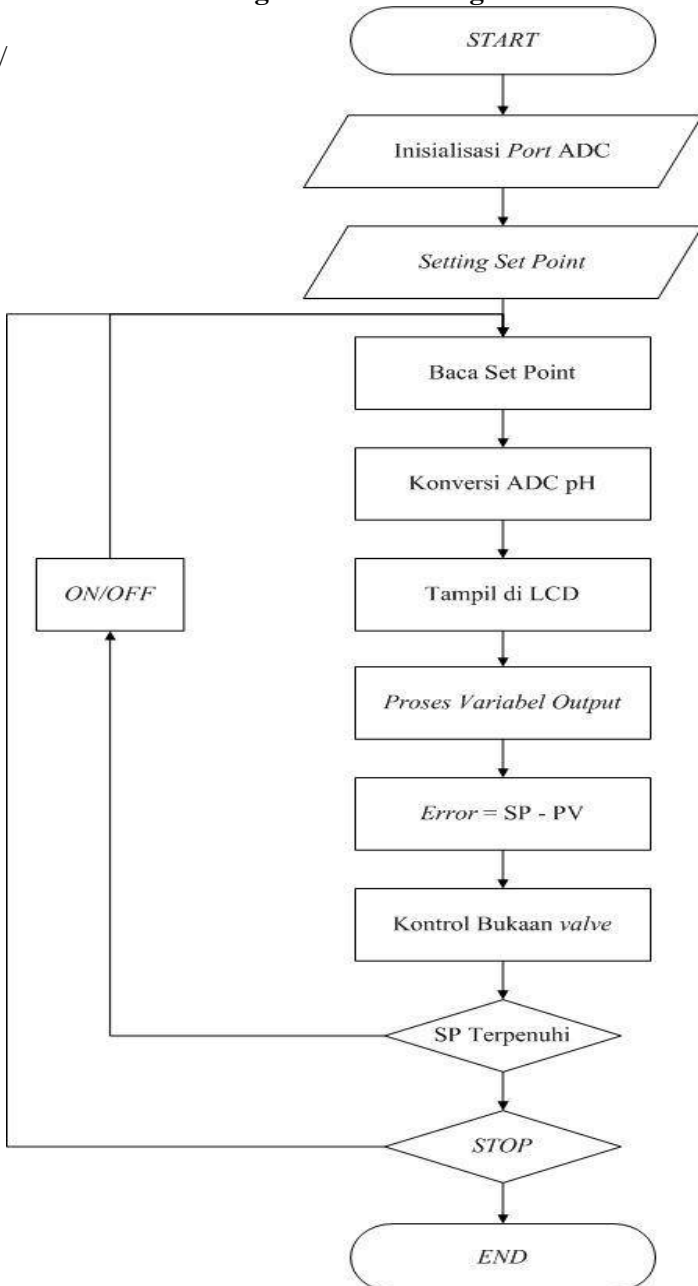 /
START
Inisialisasi Port ADC
Setting Set Point
Baca Set Point
Konversi ADC pH
Tampil di LCD
ON/OFF
Proses Variabel Output
Error = SP - PV
Kontrol Bukaan valve
SP Terpenuhi
STOP
END